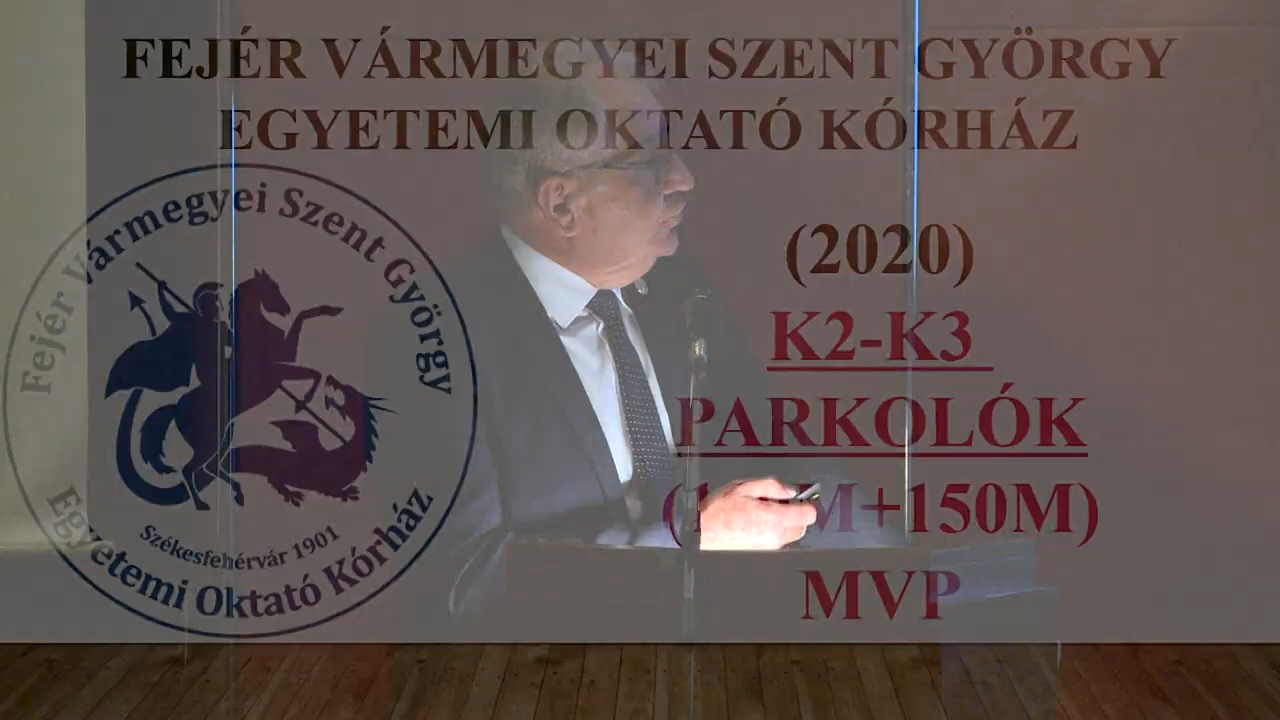 FEJÉR VÁRMEGYEI SZENT GYÖRGY
EGYETEMI OKTATÓ KÓRHÁZ
Fejér Vármegyei Szent György
Egyetemi Oktató Kórház
Székesfehérvár 1901
(2020)
K2-K3
PARKOLÓK
+150M)
MVP